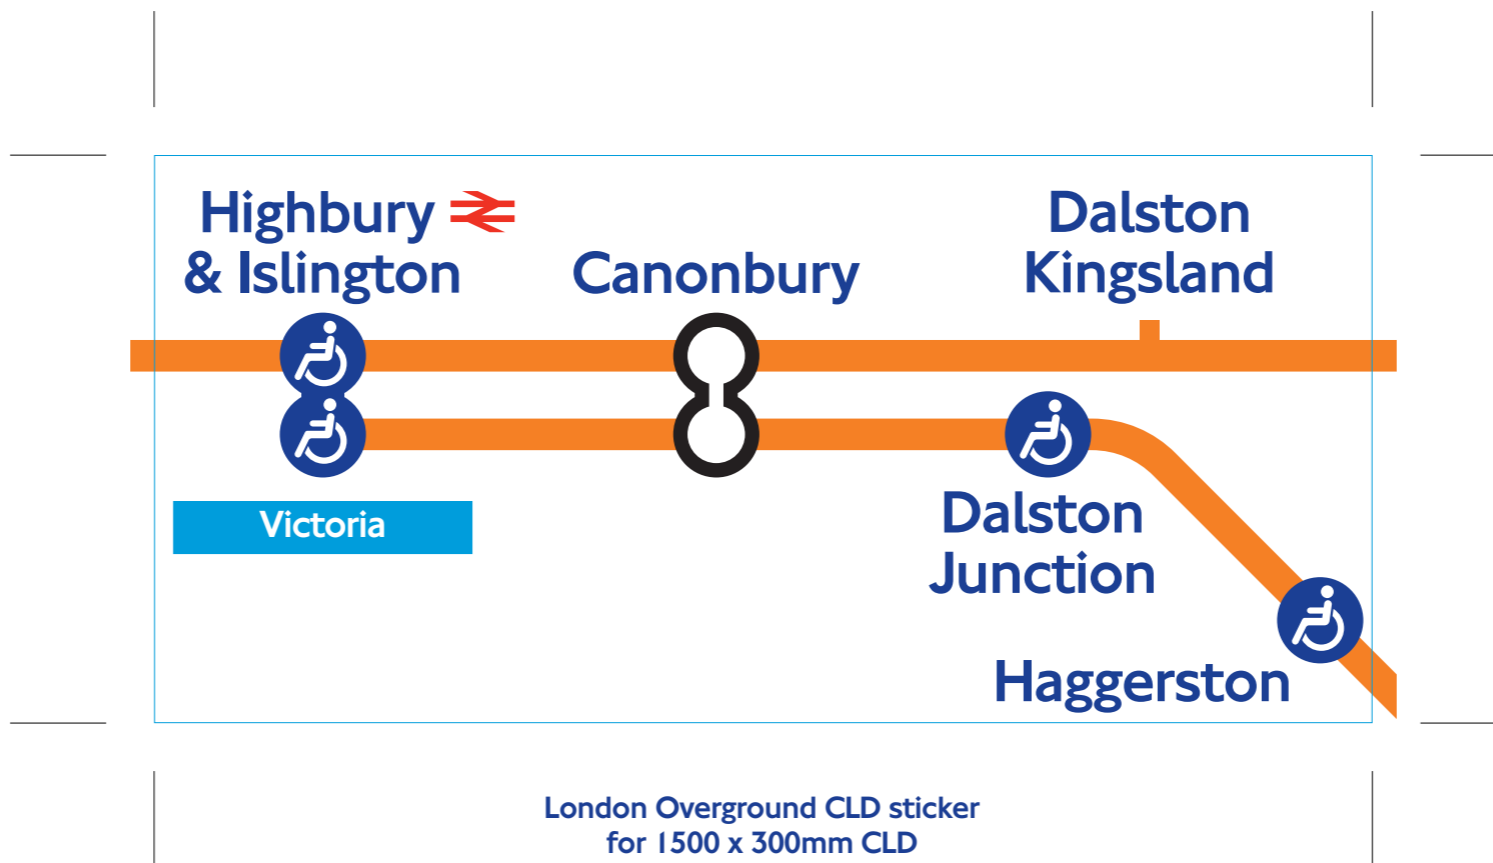 Highbury
& Islington
Canonbury
Dalston
Kingsland
Victoria
Dalston
Junction
Haggerston
London Overground CLD sticker
for 1500 x 300mm CLD